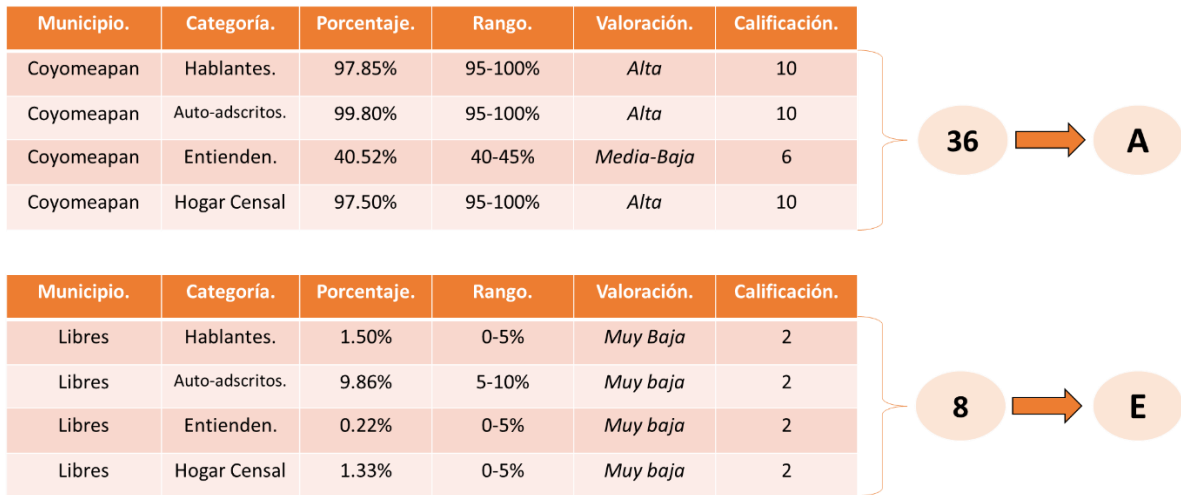 Municipio. Categoría. Porcentaje. Rango. Valoración. Calificación.
Coyomeapan Hablantes. 97.85% 95-100% Alta 10
Coyomeapan Auto-adscritos. 99.80% 95-100% Alta 10
Coyomeapan Entienden. 40.52% 40-45% Media-Baja 6
Coyomeapan Hogar Censal 97.50% 95-100% Alta 10
36 A
Municipio. Categoría. Porcentaje. Rango. Valoración. Calificación.
Libres Hablantes. 1.50% 0-5% Muy Baja 2
Libres Auto-adscritos. 9.86% 5-10% Muy baja 2
Libres Entienden. 0.22% 0-5% Muy baja 2
Libres Hogar Censal 1.33% 0-5% Muy baja 2
8 E